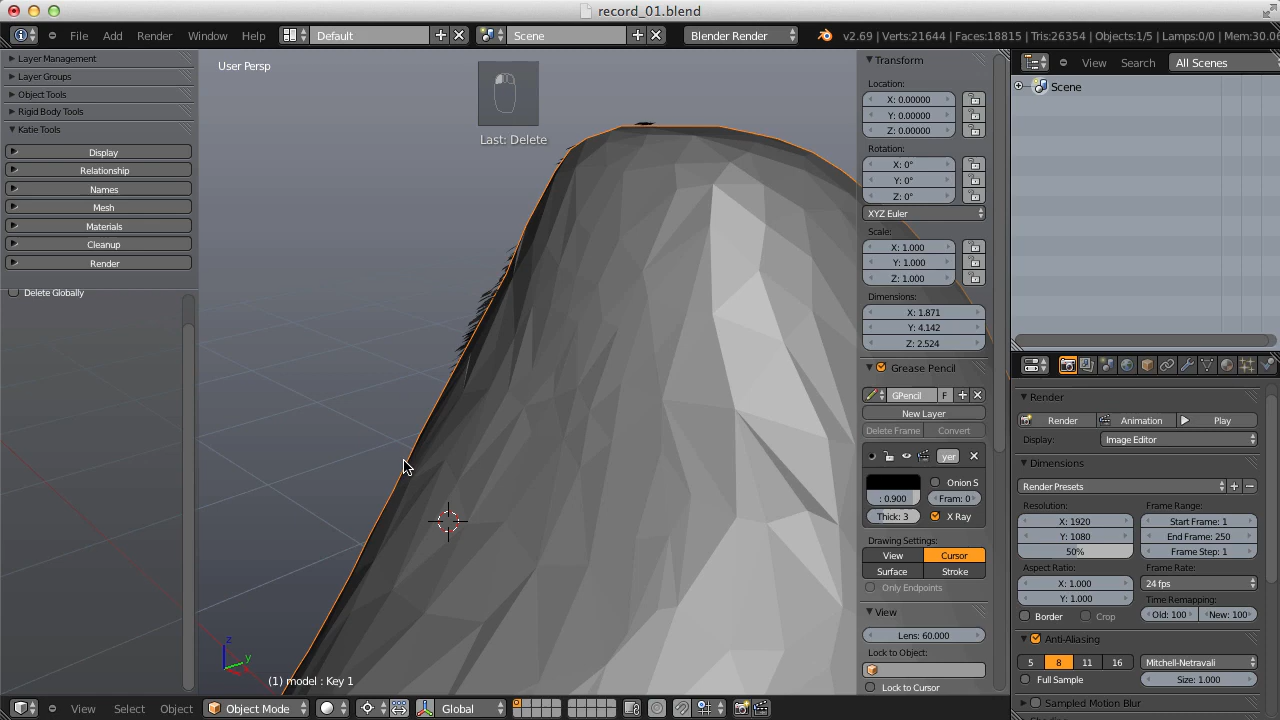 record_01.blend
File Add Render Window Help Default Scene Blender Render v2.69 | Verts:21644 | Faces:18815 | Tris:26354 | Objects:1/5 | Lamps:0/0 | Mem:30.06
Layer Management
Layer Groups
Object Tools
Rigid Body Tools
Katie Tools
Display
Relationship
Names
Mesh
Materials
Cleanup
Render
Delete Globally
User Persp
Last: Delete
(1) model : Key 1
Transform
Location:
X: 0.00000
Y: 0.00000
Z: 0.00000
Rotation:
X: 0°
Y: 0°
Z: 0°
XYZ Euler
Scale:
X: 1.000
Y: 1.000
Z: 1.000
Dimensions:
X: 1.871
Y: 4.142
Z: 2.524
Grease Pencil
GPencil F
New Layer
Delete Frame Convert
yer
Onion S
: 0.900 Fram: 0
Thick: 3 X Ray
Drawing Settings:
View Cursor
Surface Stroke
Only Endpoints
View
Lens: 60.000
Lock to Object:
Lock to Cursor
View Search All Scenes
Scene
Render
Render Animation Play
Display: Image Editor
Dimensions
Render Presets
Resolution: Frame Range:
X: 1920 Start Frame: 1
Y: 1080 End Frame: 250
50% Frame Step: 1
Aspect Ratio: Frame Rate:
X: 1.000 24 fps
Y: 1.000 Time Remapping:
Border Crop Old: 100 New: 100
Anti-Aliasing
5 8 11 16 Mitchell-Netravali
Full Sample Size: 1.000
Sampled Motion Blur
View Select Object Object Mode Global